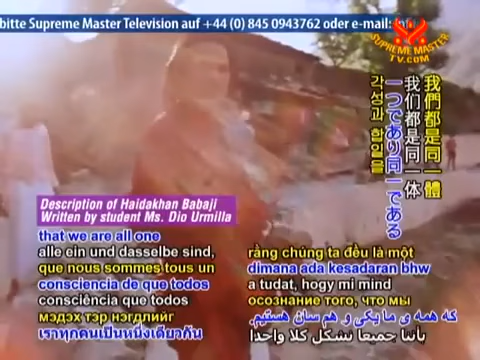 bitte Supreme Master Television auf +44 (0) 845 0943762 oder e-mail:
SUPREME MASTER
TV.COM
我們都是同一體
我们都是同一体
一つであり同一である
각성과 합일을
Description of Haidakhan Babaji
Written by student Ms. Dio Urmilla
that we are all one
alle ein und dasselbe sind,
que nous sommes tous un
consciencia de que todos
consciência que todos
мэдэх тэр нэгдлийг
เราทุกคนเป็นหนึ่งเดียวกัน
rằng chúng ta đều là một
dimana ada kesadaran bhw
a tudat, hogy mi mind
осознание того, что мы
که همه ی ما یکی و هم سان هستیم.
بأننا جميعا نشكل كلا واحدا